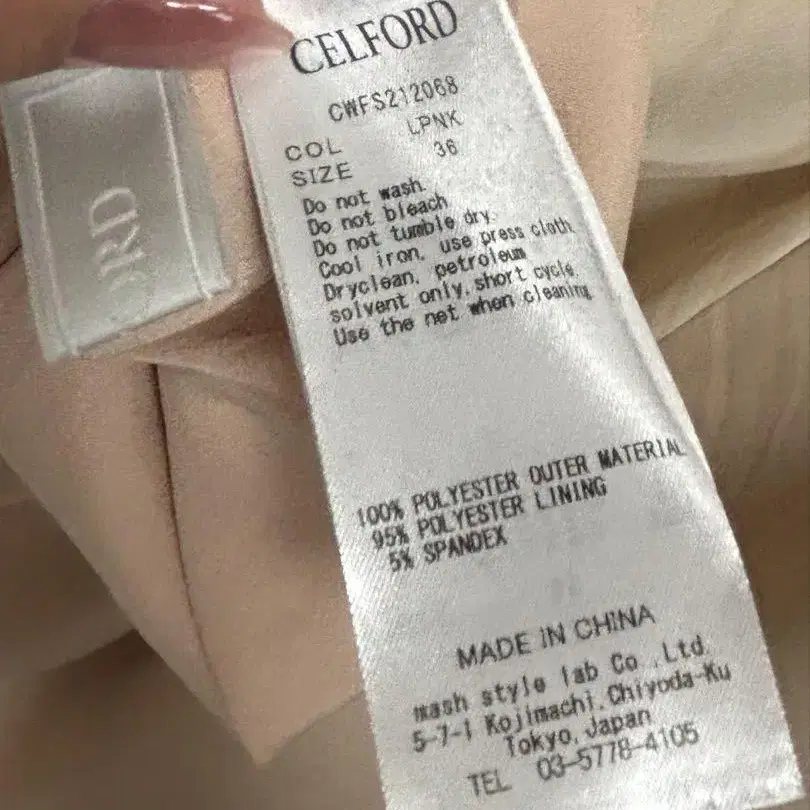 CELFORD
CWFS212068
COL LPNK
SIZE 36
Do not wash.
Do not bleach
Do not tumble dry.
Cool iron, use press cloth.
Dryclean, petroleum
solvent only,short cycle.
Use the net when cleaning
100% POLYESTER OUTER MATERIAL
95% POLYESTER LINING
5% SPANDEX
MADE IN CHINA
mash style lab Co.,Ltd.
5-7-1 Kojimachi,Chiyoda-Ku
Tokyo,Japan
TEL 03-5778-4105
RD